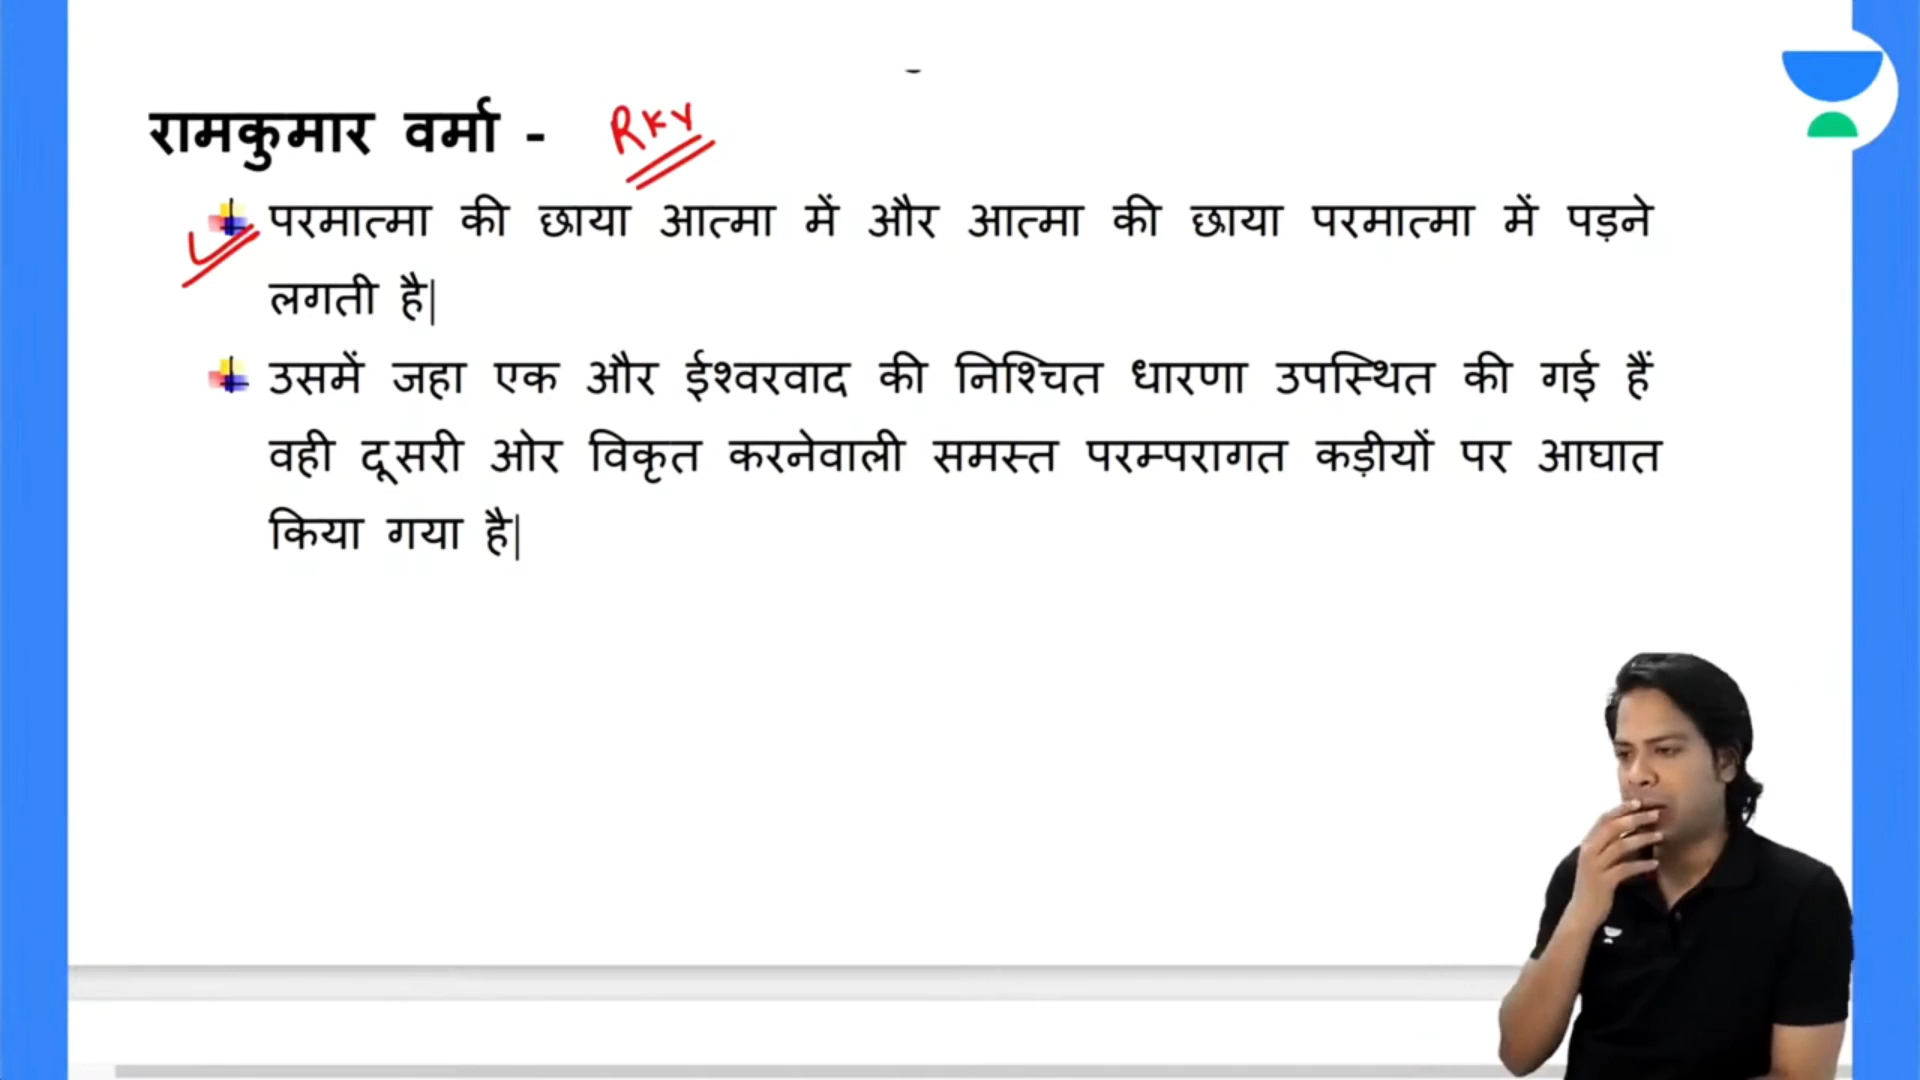 रामकुमार वर्मा - RKV
परमात्मा की छाया आत्मा में और आत्मा की छाया परमात्मा में पड़ने
लगती है|
उसमें जहा एक और ईश्वरवाद की निश्चित धारणा उपस्थित की गई हैं
वही दूसरी ओर विकृत करनेवाली समस्त परम्परागत कड़ीयों पर आघात
किया गया है|